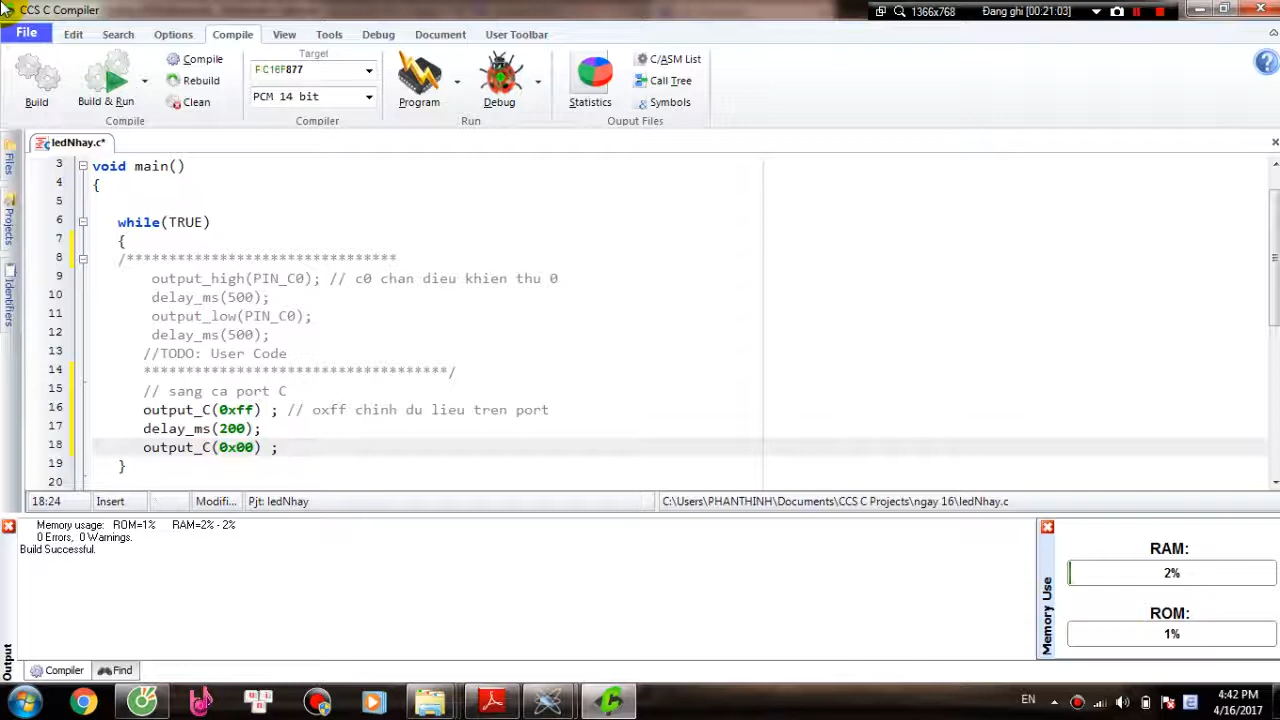 CCS C Compiler
1366x768 Đang ghi [00:21:03]
File Edit Search Options Compile View Tools Debug Document User Toolbar
Build
Build & Run
Compile
Rebuild
Clean
Compile
Target
PIC16F877
PCM 14 bit
Compiler
Program
Debug
Run
Statistics
C/ASM List
Call Tree
Symbols
Ouput Files
Files
Projects
Identifiers
ledNhay.c*
3 void main()
4 {
5
6 while(TRUE)
7 {
8 /********************************
9 output_high(PIN_C0); // c0 chan dieu khien thu 0
10 delay_ms(500);
11 output_low(PIN_C0);
12 delay_ms(500);
13 //TODO: User Code
14 ************************************/
15 // sang ca port C
16 output_C(0xff) ; // oxff chinh du lieu tren port
17 delay_ms(200);
18 output_C(0x00) ;
19 }
20
18:24 Insert Modifi... Pjt: ledNhay C:\Users\PHANTHINH\Documents\CCS C Projects\ngay 16\ledNhay.c
Memory usage: ROM=1% RAM=2% - 2%
0 Errors, 0 Warnings.
Build Successful.
Output
Compiler Find
Memory Use
RAM:
2%
ROM:
1%
EN
4:42 PM
4/16/2017